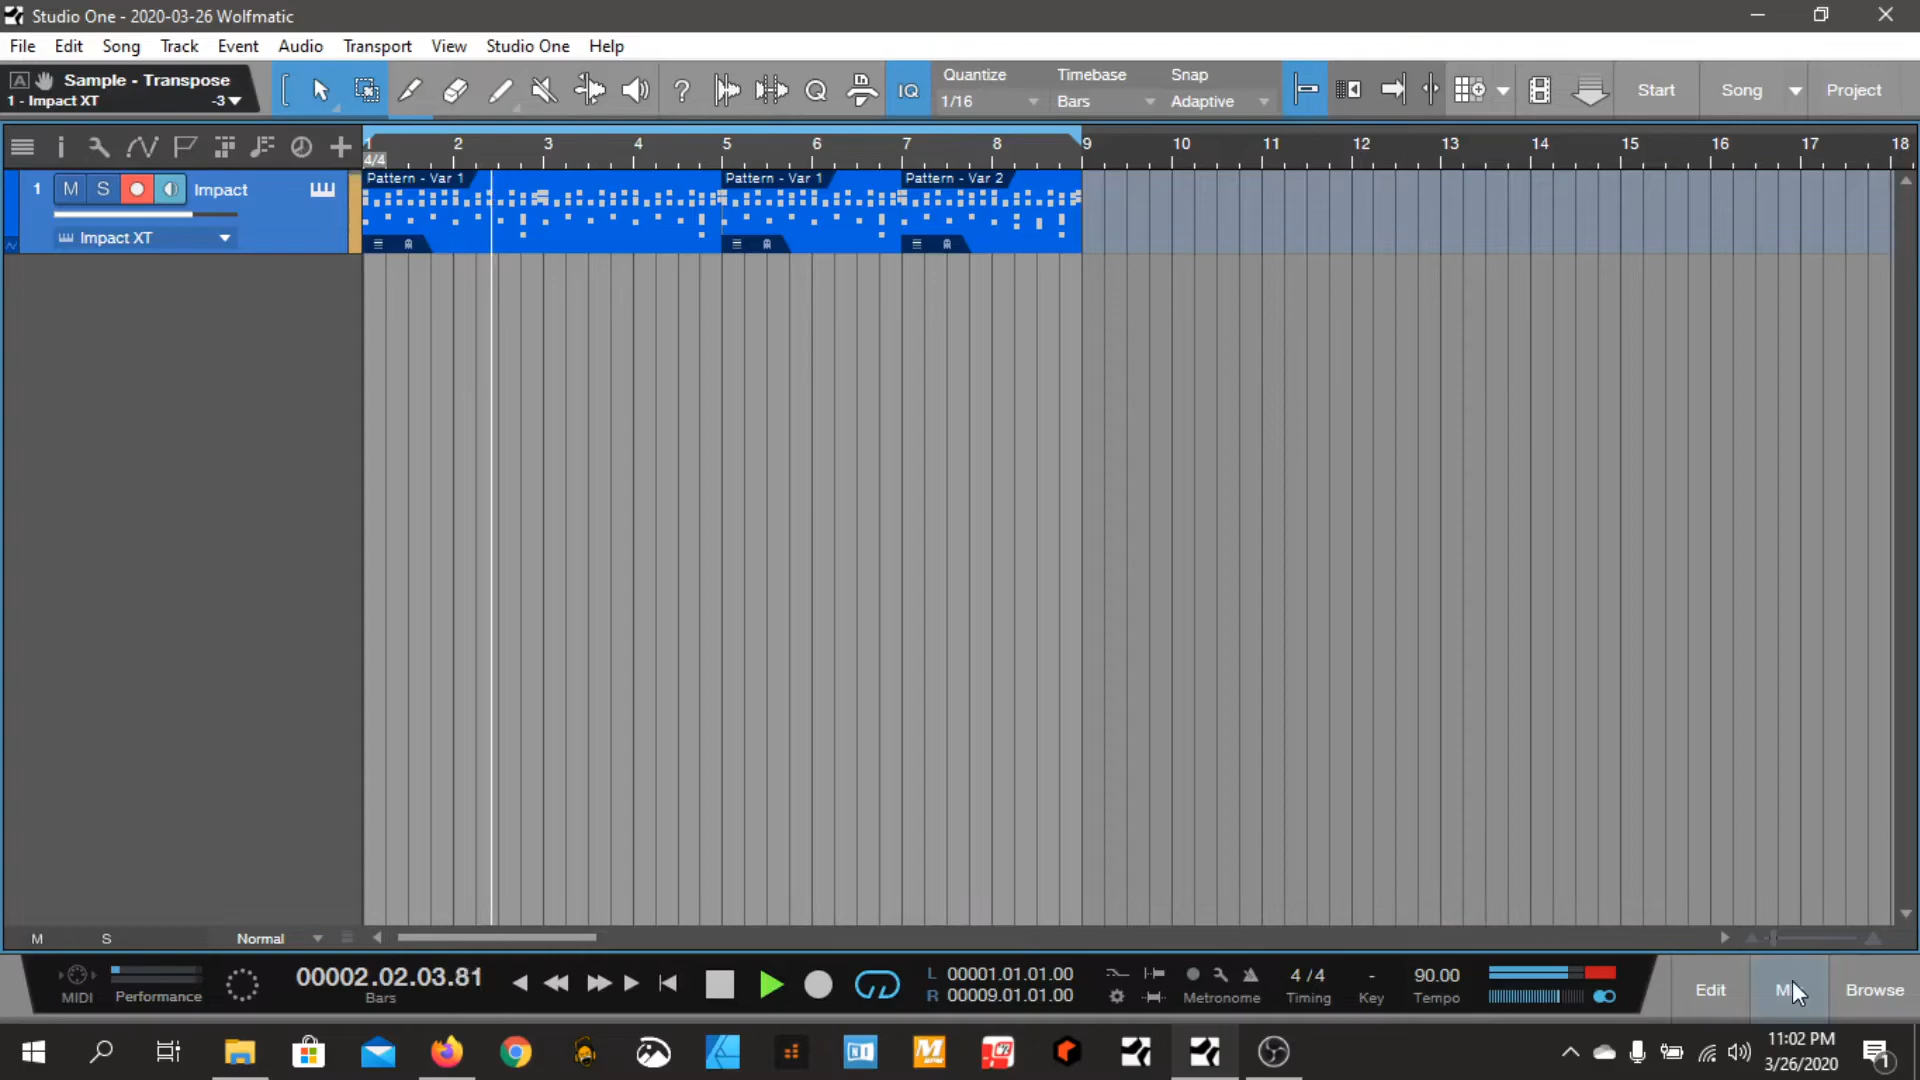 Studio One - 2020-03-26 Wolfmatic
File Edit Song Track Event Audio Transport View Studio One Help
A Sample - Transpose
1 - Impact XT -3
IQ
Quantize Timebase Snap
1/16 Bars Adaptive
Start Song Project
1 2 3 4 5 6 7 8 9 10 11 12 13 14 15 16 17 18
4/4
Pattern - Var 1 Pattern - Var 1 Pattern - Var 2
1 M S Impact
Impact XT
M S Normal
00002.02.03.81
Bars
MIDI Performance
L 00001.01.01.00
R 00009.01.01.00
Metronome
4 / 4
Timing
-
Key
90.00
Tempo
Edit Browse
11:02 PM
3/26/2020
1